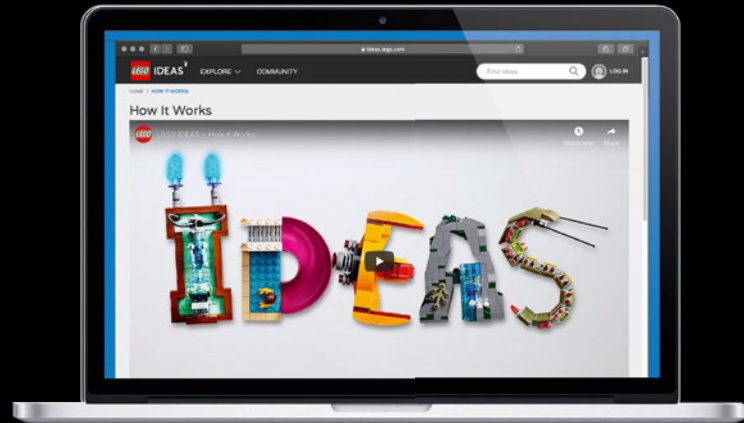 ideas.lego.com
LEGO IDEAS EXPLORE COMMUNITY Find Ideas LOG IN
HOME / HOW IT WORKS
How It Works
LEGO LEGO IDEAS – How it Works
Watch later Share
IDEAS